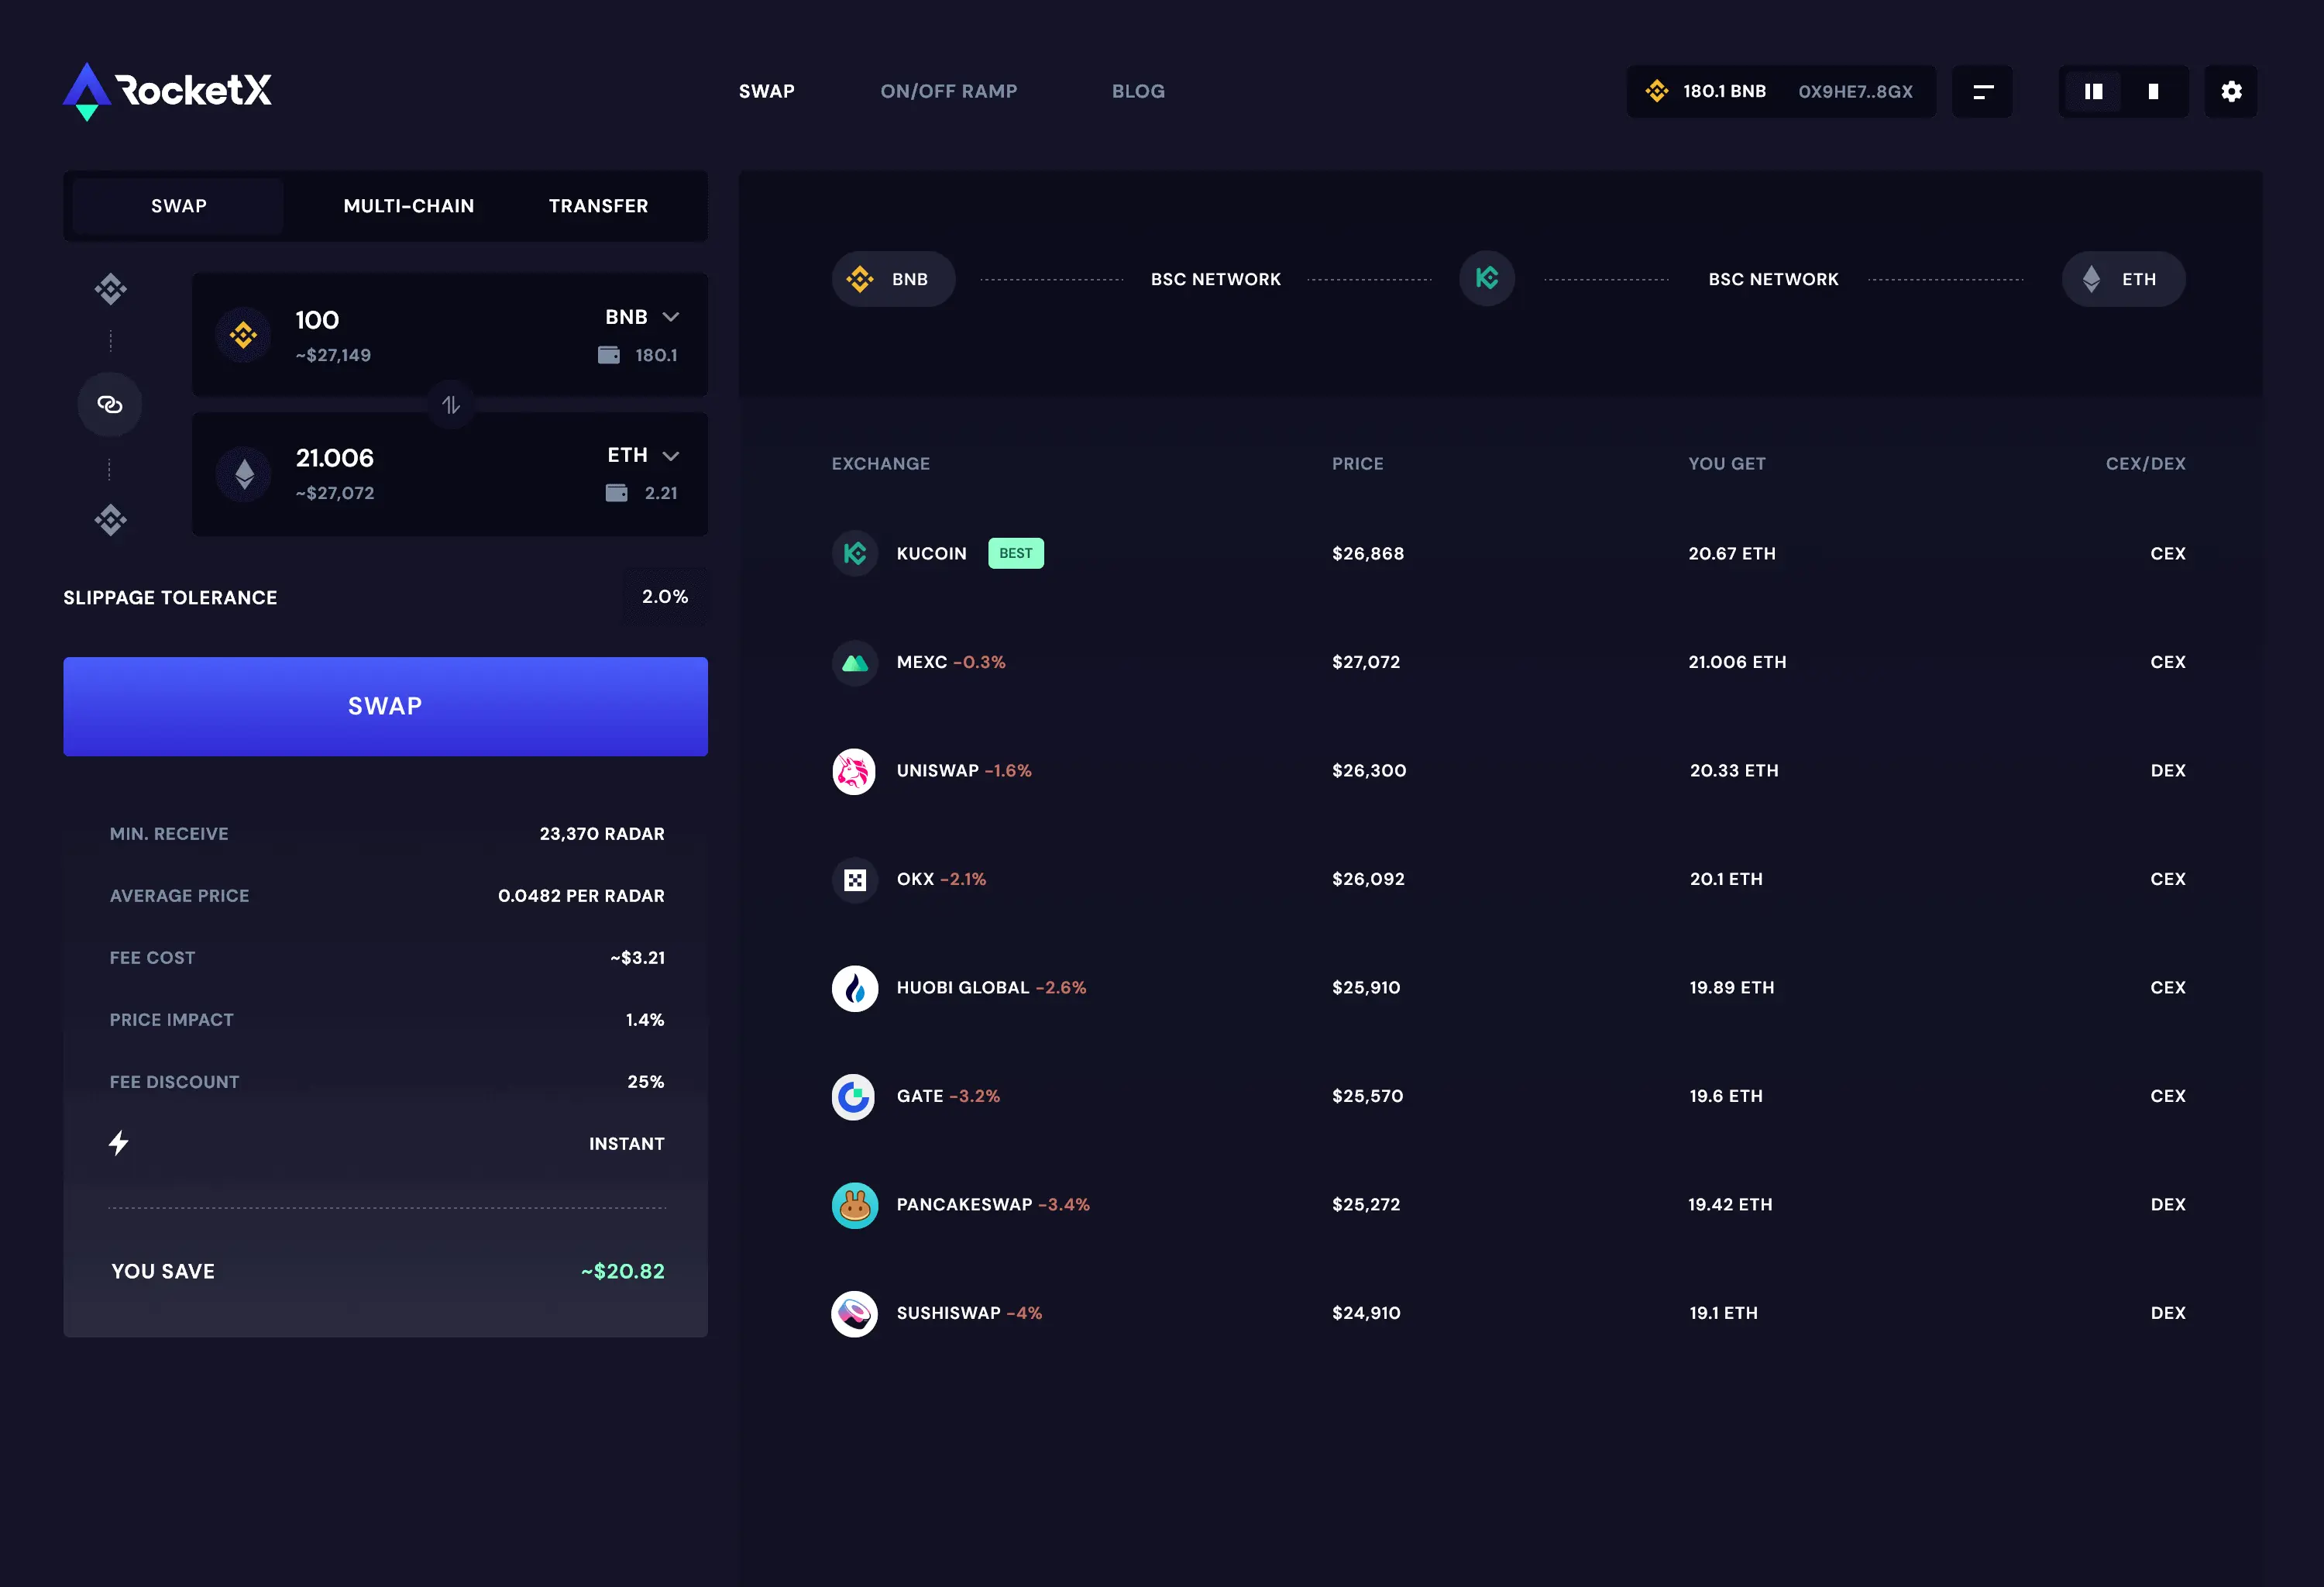 RocketX
SWAP ON/OFF RAMP BLOG
180.1 BNB 0X9HE7..8GX
SWAP MULTI-CHAIN TRANSFER
100 BNB
~$27,149 180.1
21.006 ETH
~$27,072 2.21
SLIPPAGE TOLERANCE 2.0%
SWAP
MIN. RECEIVE 23,370 RADAR
AVERAGE PRICE 0.0482 PER RADAR
FEE COST ~$3.21
PRICE IMPACT 1.4%
FEE DISCOUNT 25%
INSTANT
YOU SAVE ~$20.82
BNB BSC NETWORK BSC NETWORK ETH
EXCHANGE PRICE YOU GET CEX/DEX
KUCOIN BEST $26,868 20.67 ETH CEX
MEXC -0.3% $27,072 21.006 ETH CEX
UNISWAP -1.6% $26,300 20.33 ETH DEX
OKX -2.1% $26,092 20.1 ETH CEX
HUOBI GLOBAL -2.6% $25,910 19.89 ETH CEX
GATE -3.2% $25,570 19.6 ETH CEX
PANCAKESWAP -3.4% $25,272 19.42 ETH DEX
SUSHISWAP -4% $24,910 19.1 ETH DEX